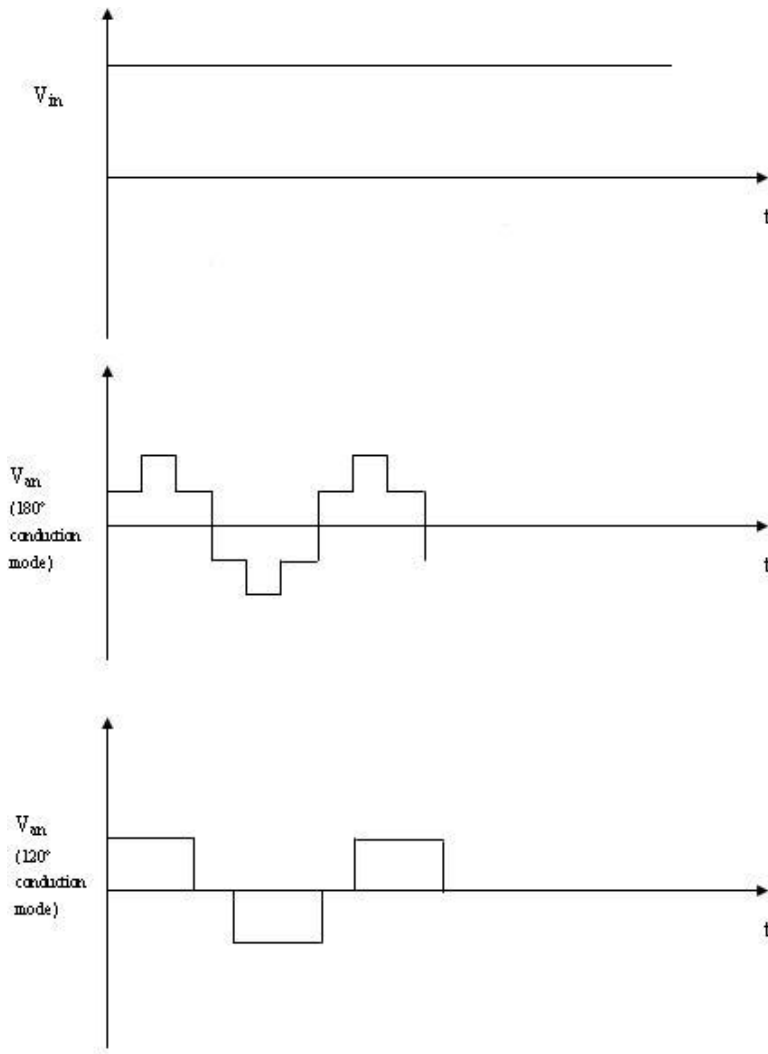 Vin
t
Van
(180°
conduction
mode)
t
Van
(120°
conduction
mode)
t